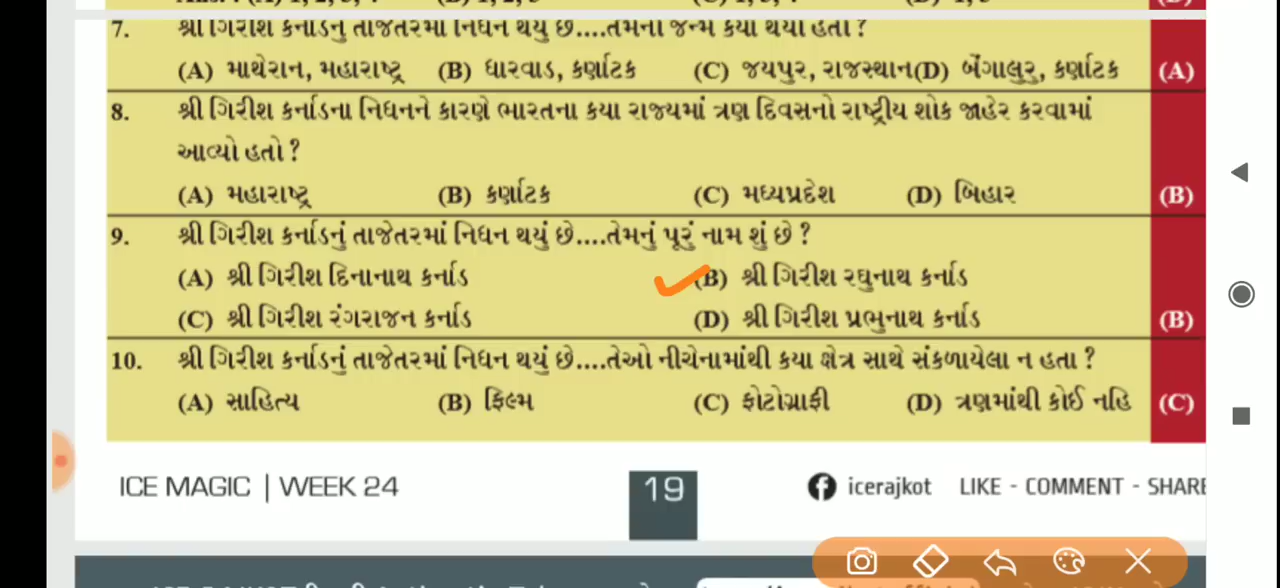 7. શ્રી ગિરીશ કર્નાડનું તાજેતરમાં નિધન થયું છે....તેમનો જન્મ કયાં થયો હતો ?
(A) માથેરાન, મહારાષ્ટ્ર (B) ધારવાડ, કર્ણાટક (C) જયપુર, રાજસ્થાન(D) બેંગાલુરુ, કર્ણાટક (A)
8. શ્રી ગિરીશ કર્નાડના નિધનને કારણે ભારતના કયા રાજ્યમાં ત્રણ દિવસનો રાષ્ટ્રીય શોક જાહેર કરવામાં
આવ્યો હતો ?
(A) મહારાષ્ટ્ર (B) કર્ણાટક (C) મધ્યપ્રદેશ (D) બિહાર (B)
9. શ્રી ગિરીશ કર્નાડનું તાજેતરમાં નિધન થયું છે....તેમનું પૂરું નામ શું છે ?
(A) શ્રી ગિરીશ દિનાનાથ કર્નાડ (B) શ્રી ગિરીશ રઘુનાથ કર્નાડ
(C) શ્રી ગિરીશ રંગરાજન કર્નાડ (D) શ્રી ગિરીશ પ્રભુનાથ કર્નાડ (B)
10. શ્રી ગિરીશ કર્નાડનું તાજેતરમાં નિધન થયું છે....તેઓ નીચેનામાંથી કયા ક્ષેત્ર સાથે સંકળાયેલા ન હતા ?
(A) સાહિત્ય (B) ફિલ્મ (C) ફોટોગ્રાફી (D) ત્રણમાંથી કોઈ નહિ (C)
ICE MAGIC | WEEK 24 19 icerajkot LIKE - COMMENT - SHARE